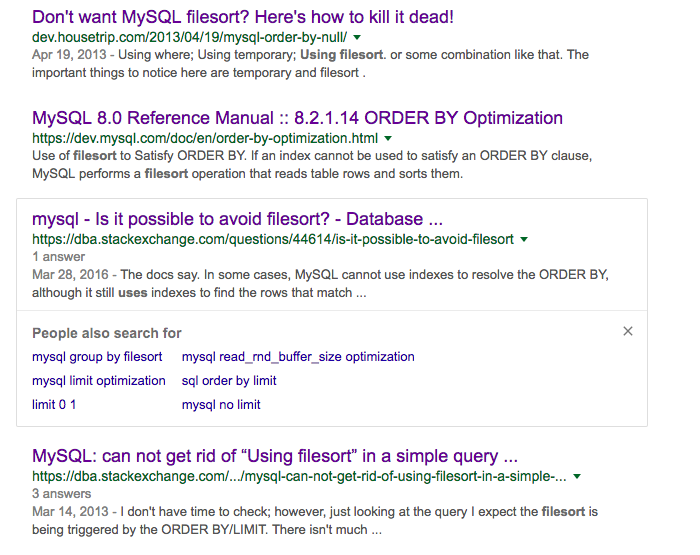 Don't want MySQL filesort? Here's how to kill it dead!
dev.housetrip.com/2013/04/19/mysql-order-by-null/
Apr 19, 2013 - Using where; Using temporary; Using filesort. or some combination like that. The
important things to notice here are temporary and filesort .
MySQL 8.0 Reference Manual :: 8.2.1.14 ORDER BY Optimization
https://dev.mysql.com/doc/en/order-by-optimization.html
Use of filesort to Satisfy ORDER BY. If an index cannot be used to satisfy an ORDER BY clause,
MySQL performs a filesort operation that reads table rows and sorts them.
mysql - Is it possible to avoid filesort? - Database ...
https://dba.stackexchange.com/questions/44614/is-it-possible-to-avoid-filesort
1 answer
Mar 28, 2016 - The docs say. In some cases, MySQL cannot use indexes to resolve the ORDER BY,
although it still uses indexes to find the rows that match ...
People also search for
mysql group by filesort mysql read_rnd_buffer_size optimization
mysql limit optimization sql order by limit
limit 0 1 mysql no limit
MySQL: can not get rid of “Using filesort” in a simple query ...
https://dba.stackexchange.com/.../mysql-can-not-get-rid-of-using-filesort-in-a-simple-...
3 answers
Mar 14, 2013 - I don't have time to check; however, just looking at the query I expect the filesort is
being triggered by the ORDER BY/LIMIT. There isn't much ...